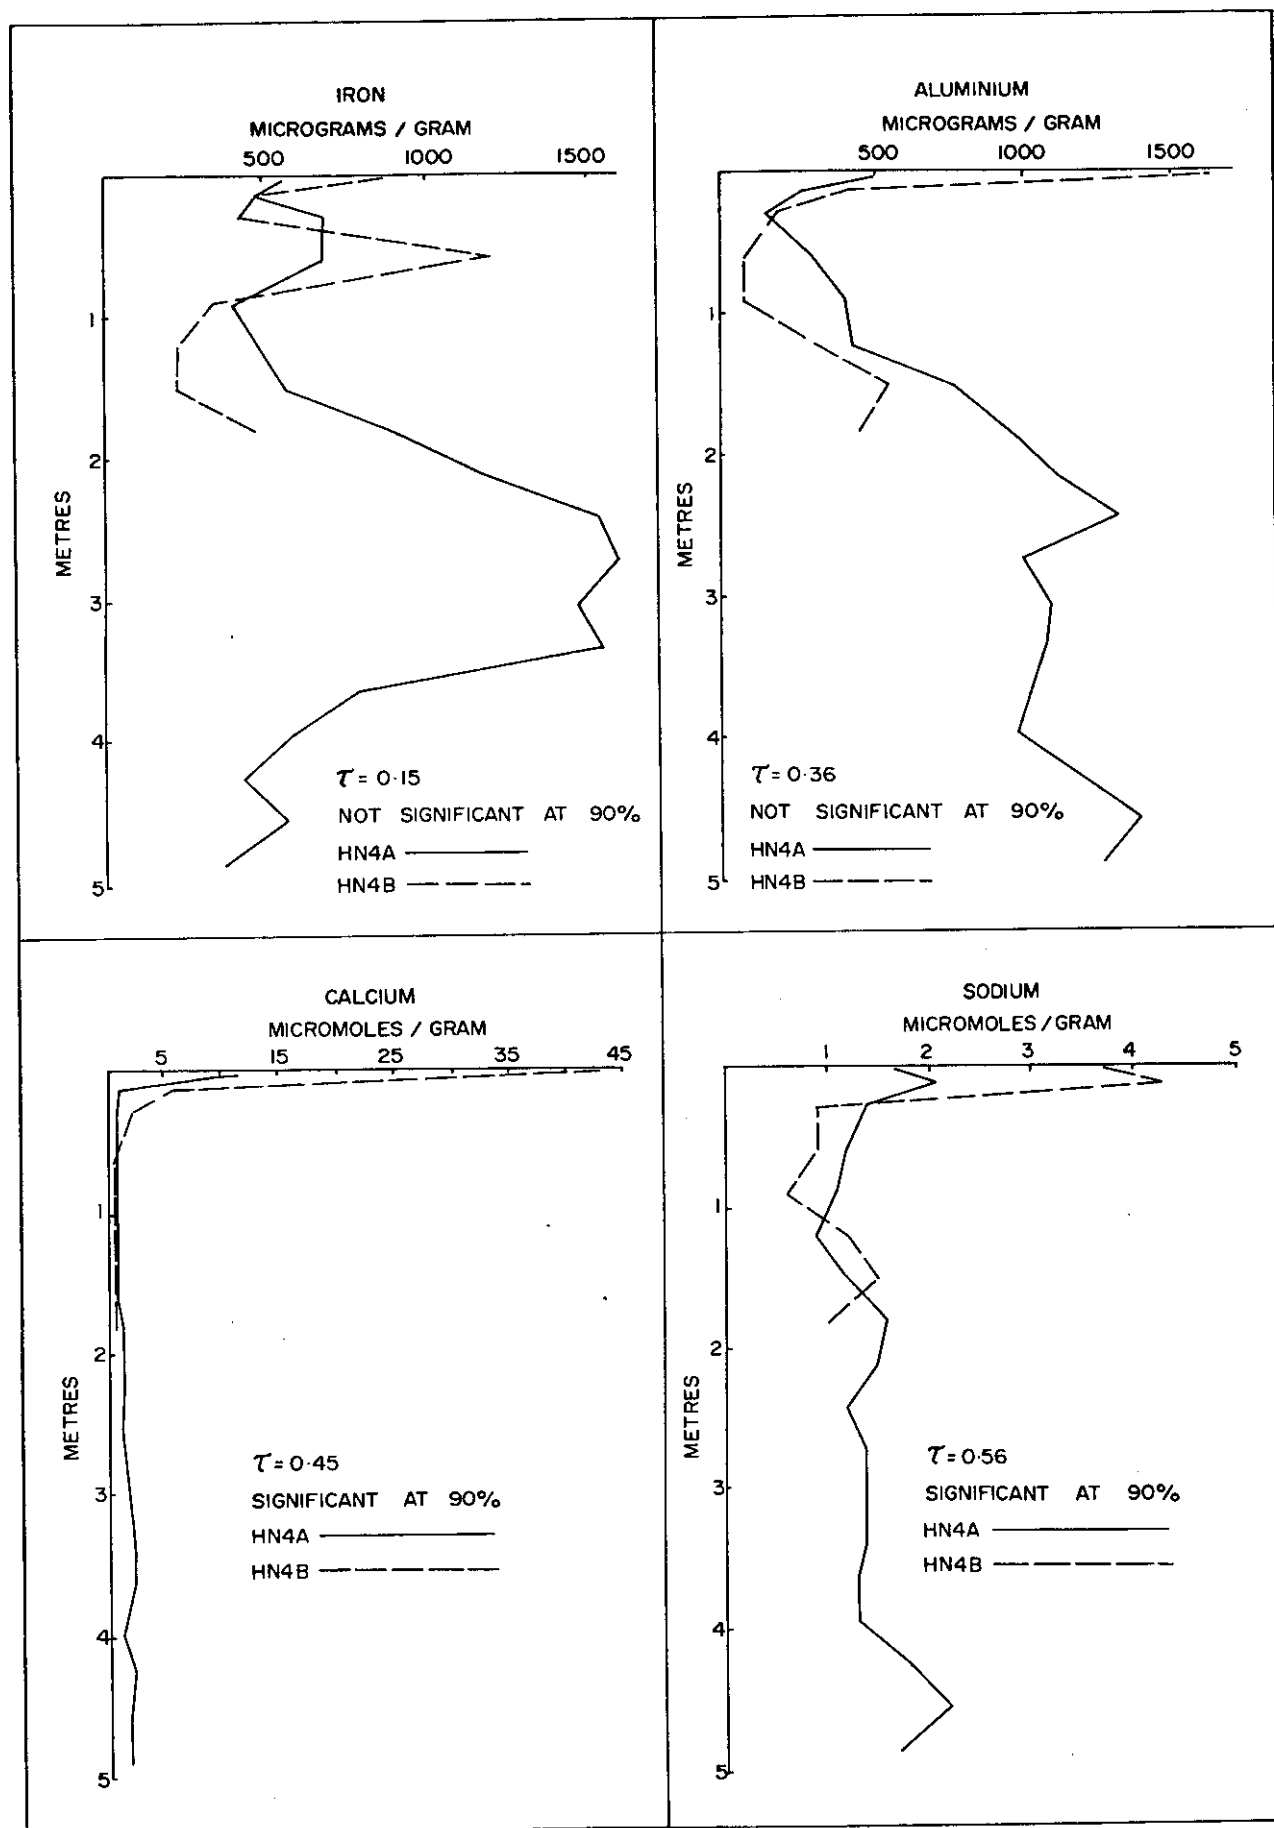 IRON
MICROGRAMS / GRAM
500 1000 1500
1
2
3
4
5
METRES
τ = 0·15
NOT SIGNIFICANT AT 90%
HN4A
HN4B
ALUMINIUM
MICROGRAMS / GRAM
500 1000 1500
1
2
3
4
5
METRES
τ = 0·36
NOT SIGNIFICANT AT 90%
HN4A
HN4B
CALCIUM
MICROMOLES / GRAM
5 15 25 35 45
1
2
3
4
5
METRES
τ = 0·45
SIGNIFICANT AT 90%
HN4A
HN4B
SODIUM
MICROMOLES / GRAM
1 2 3 4 5
1
2
3
4
5
METRES
τ = 0·56
SIGNIFICANT AT 90%
HN4A
HN4B